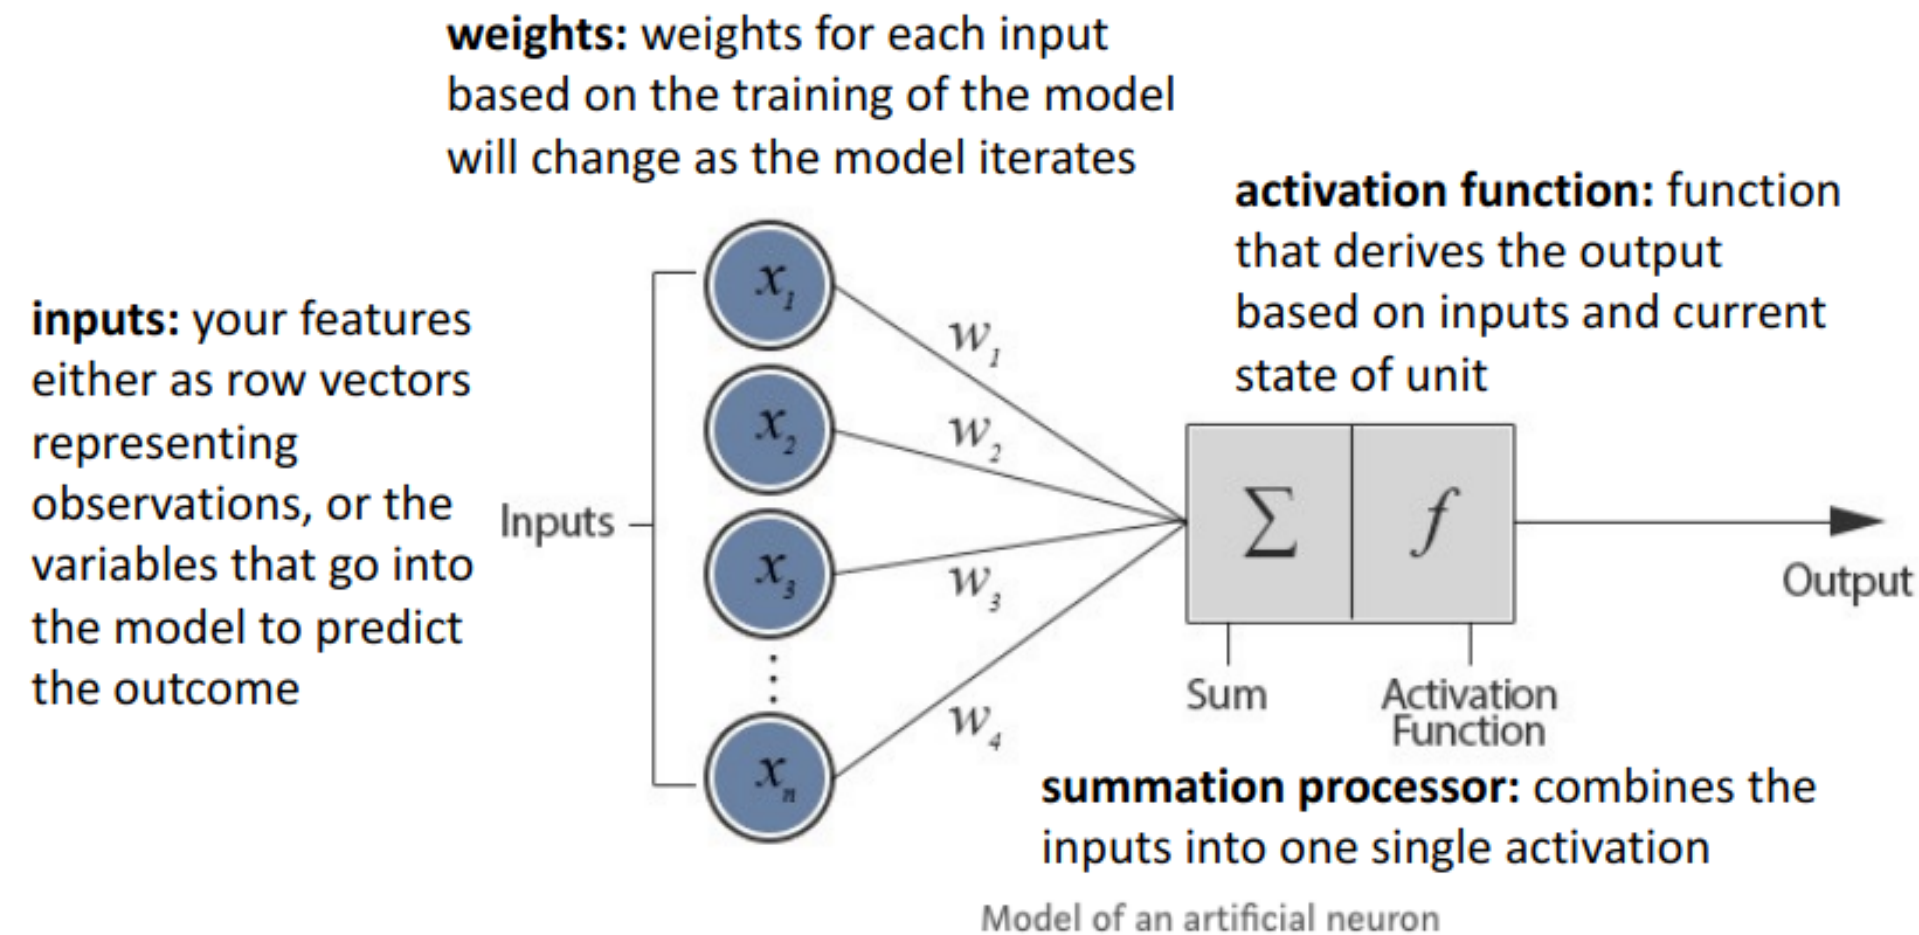 weights: weights for each input
based on the training of the model
will change as the model iterates
activation function: function
that derives the output
based on inputs and current
state of unit
inputs: your features
either as row vectors
representing
observations, or the
variables that go into
the model to predict
the outcome
Inputs
x1
x2
x3
xn
w1
w2
w3
w4
∑
f
Output
Sum
Activation
Function
summation processor: combines the
inputs into one single activation
Model of an artificial neuron